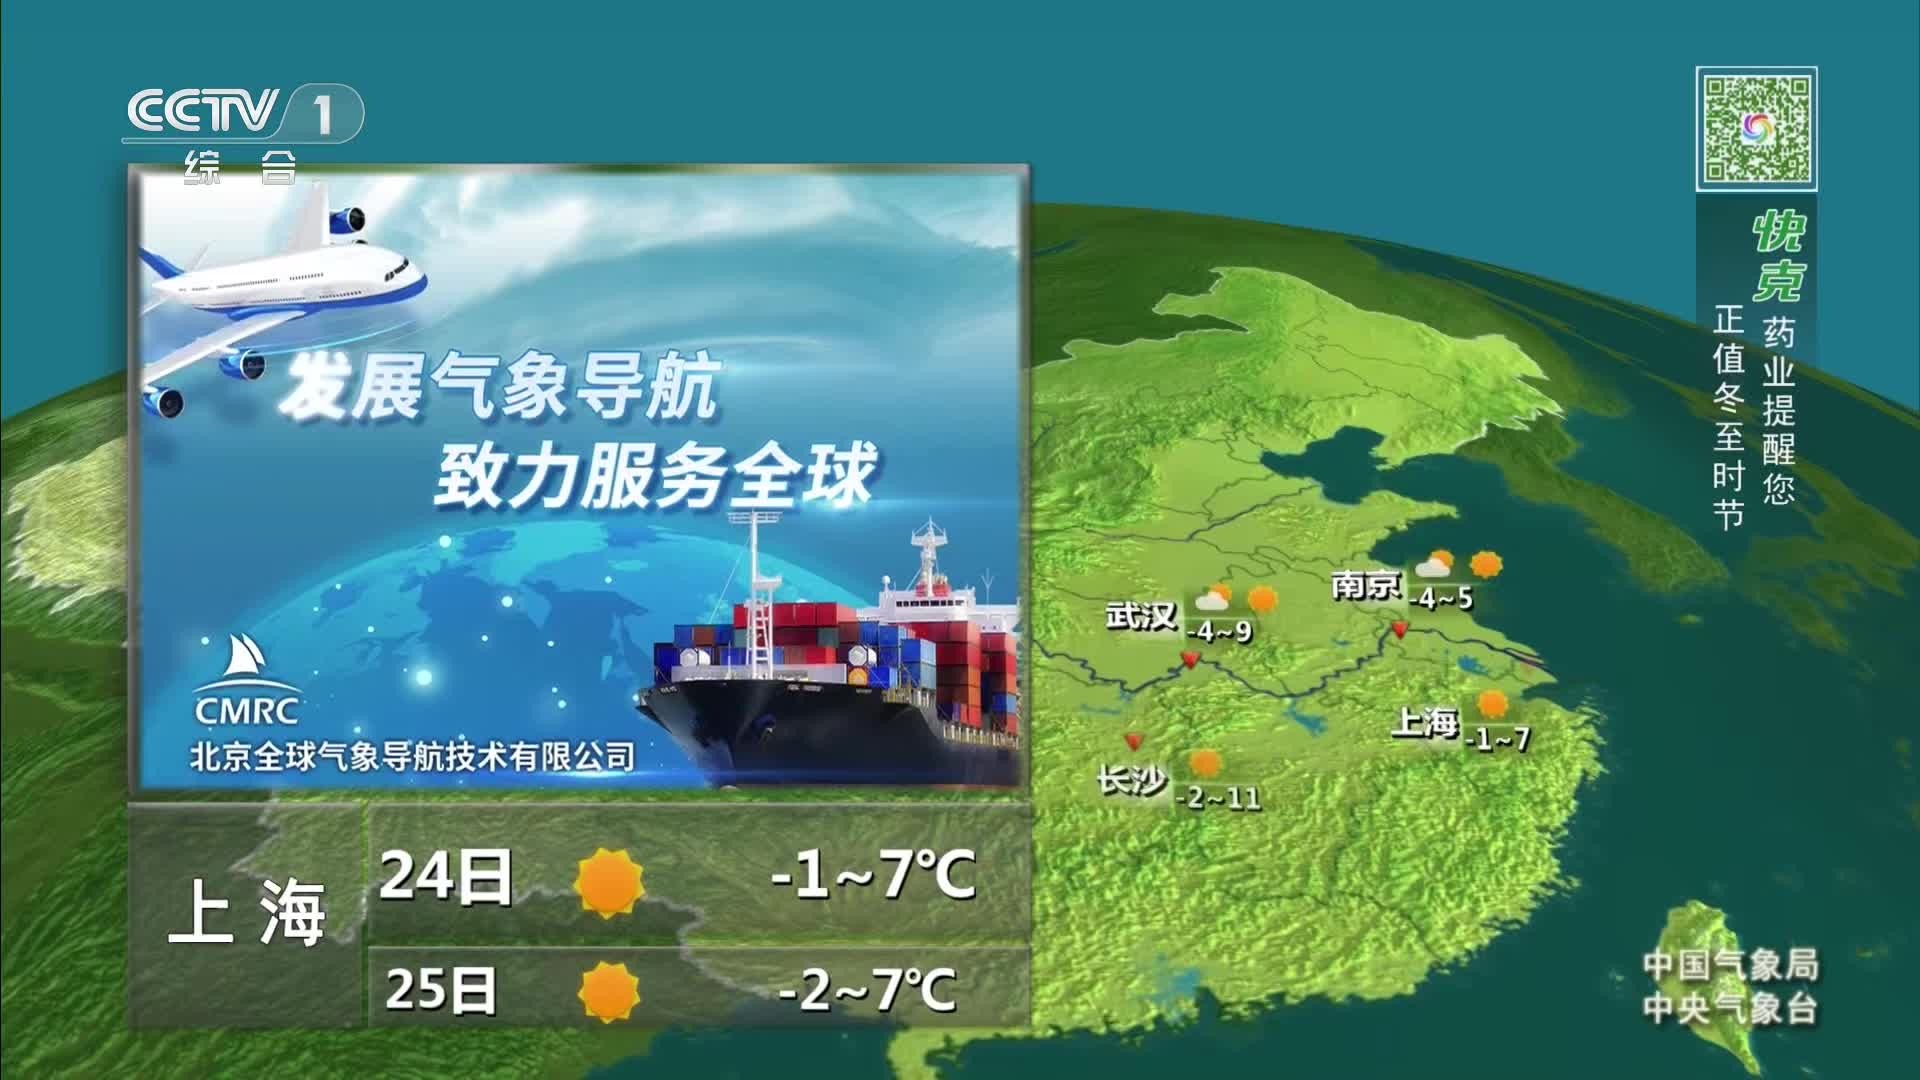 CCTV 1
综合
发展气象导航
致力服务全球
CMRC
北京全球气象导航技术有限公司
上海
24日 -1~7℃
25日 -2~7℃
南京
-4~5
武汉
-4~9
上海
-1~7
长沙
-2~11
快克药业提醒您
正值冬至时节
中国气象局
中央气象台